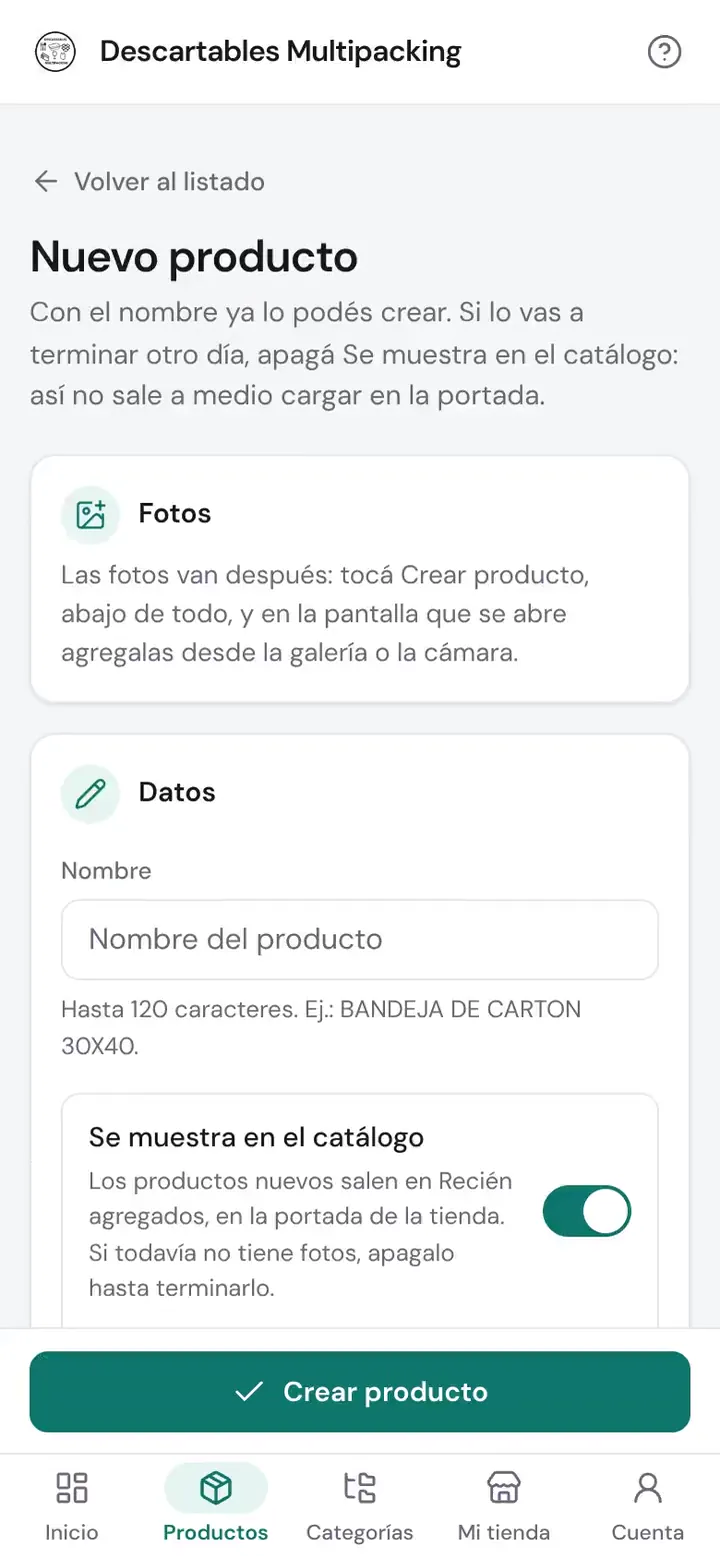 Descartables Multipacking
Volver al listado
Nuevo producto
Con el nombre ya lo podés crear. Si lo vas a
terminar otro día, apagá Se muestra en el catálogo:
así no sale a medio cargar en la portada.
Fotos
Las fotos van después: tocá Crear producto,
abajo de todo, y en la pantalla que se abre
agregalas desde la galería o la cámara.
Datos
Nombre
Nombre del producto
Hasta 120 caracteres. Ej.: BANDEJA DE CARTON
30X40.
Se muestra en el catálogo
Los productos nuevos salen en Recién
agregados, en la portada de la tienda.
Si todavía no tiene fotos, apagalo
hasta terminarlo.
Crear producto
Inicio
Productos
Categorías
Mi tienda
Cuenta